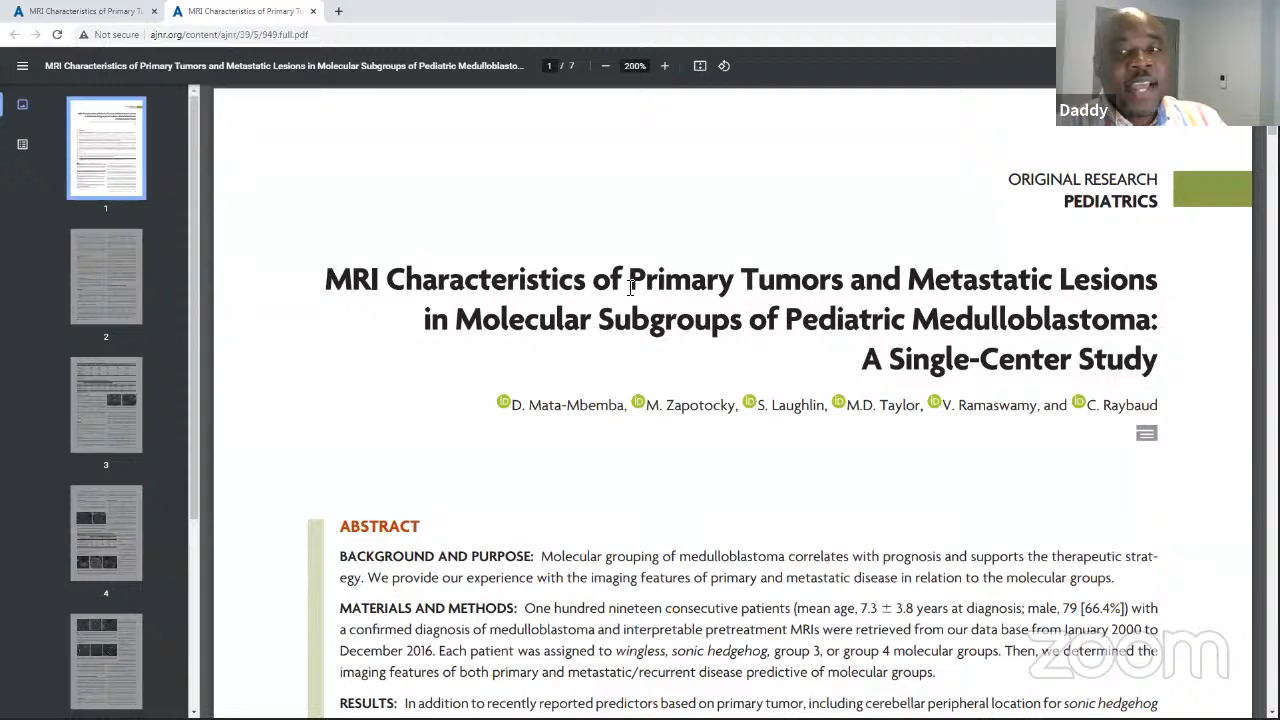 MRI Characteristics of Primary Tu
MRI Characteristics of Primary Tu
Not secure
ajnr.org/content/ajnr/39/5/949.full.pdf
MRI Characteristics of Primary Tumors and Metastatic Lesions in Molecular Subgroups of Pediatric Medulloblasto...
1 / 7
200%
Daddy
1
2
3
4
ORIGINAL RESEARCH
PEDIATRICS
MRI Characteristics of Primary Tumors and Metastatic Lesions
in Molecular Subgroups of Pediatric Medulloblastoma:
A Single-Center Study
D. Mata-Mbemba, M. Zapotocky, S. Laughlin, M.D. Taylor, V. Ramaswamy, and C. Raybaud
ABSTRACT
BACKGROUND AND PURPOSE: Molecular grouping of medulloblastoma correlates with prognosis and supports the therapeutic strat-
egy. We provide our experience with the imaging features of primary and metastatic disease in relation to the molecular groups.
MATERIALS AND METHODS: One hundred nineteen consecutive patients (mean age, 7.3 ± 3.8 years at diagnosis; male, 79 [66.4%]) with
a confirmed diagnosis of medulloblastoma and interpretable pretreatment MRIs were retrieved from our data base from January 2000 to
December 2016. Each patient was assigned to wingless, sonic hedgehog, group 3, or group 4 molecular groups. Then, we determined the
imaging features of both primary and metastatic/recurrent disease predictive of molecular groups.
RESULTS: In addition to recently reported predictors based on primary tumor, including cerebellar peripheral location for sonic hedgehog
zoom